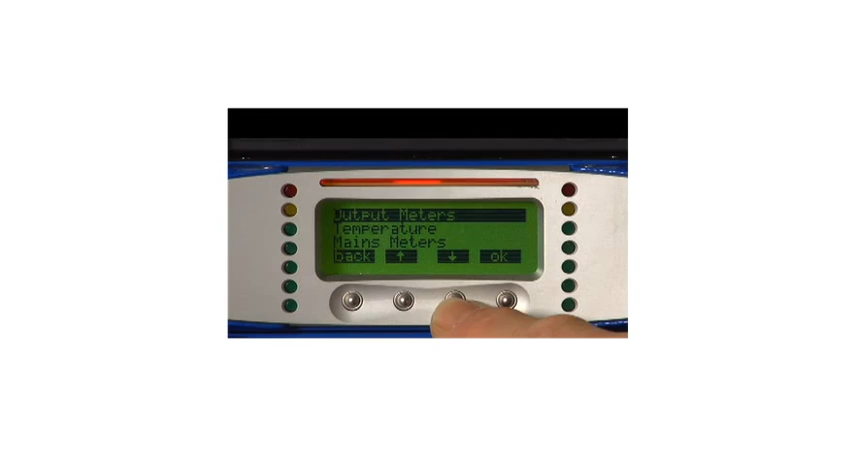 Output Meters
Temperature
Mains Meters
back ↑ ↓ ok